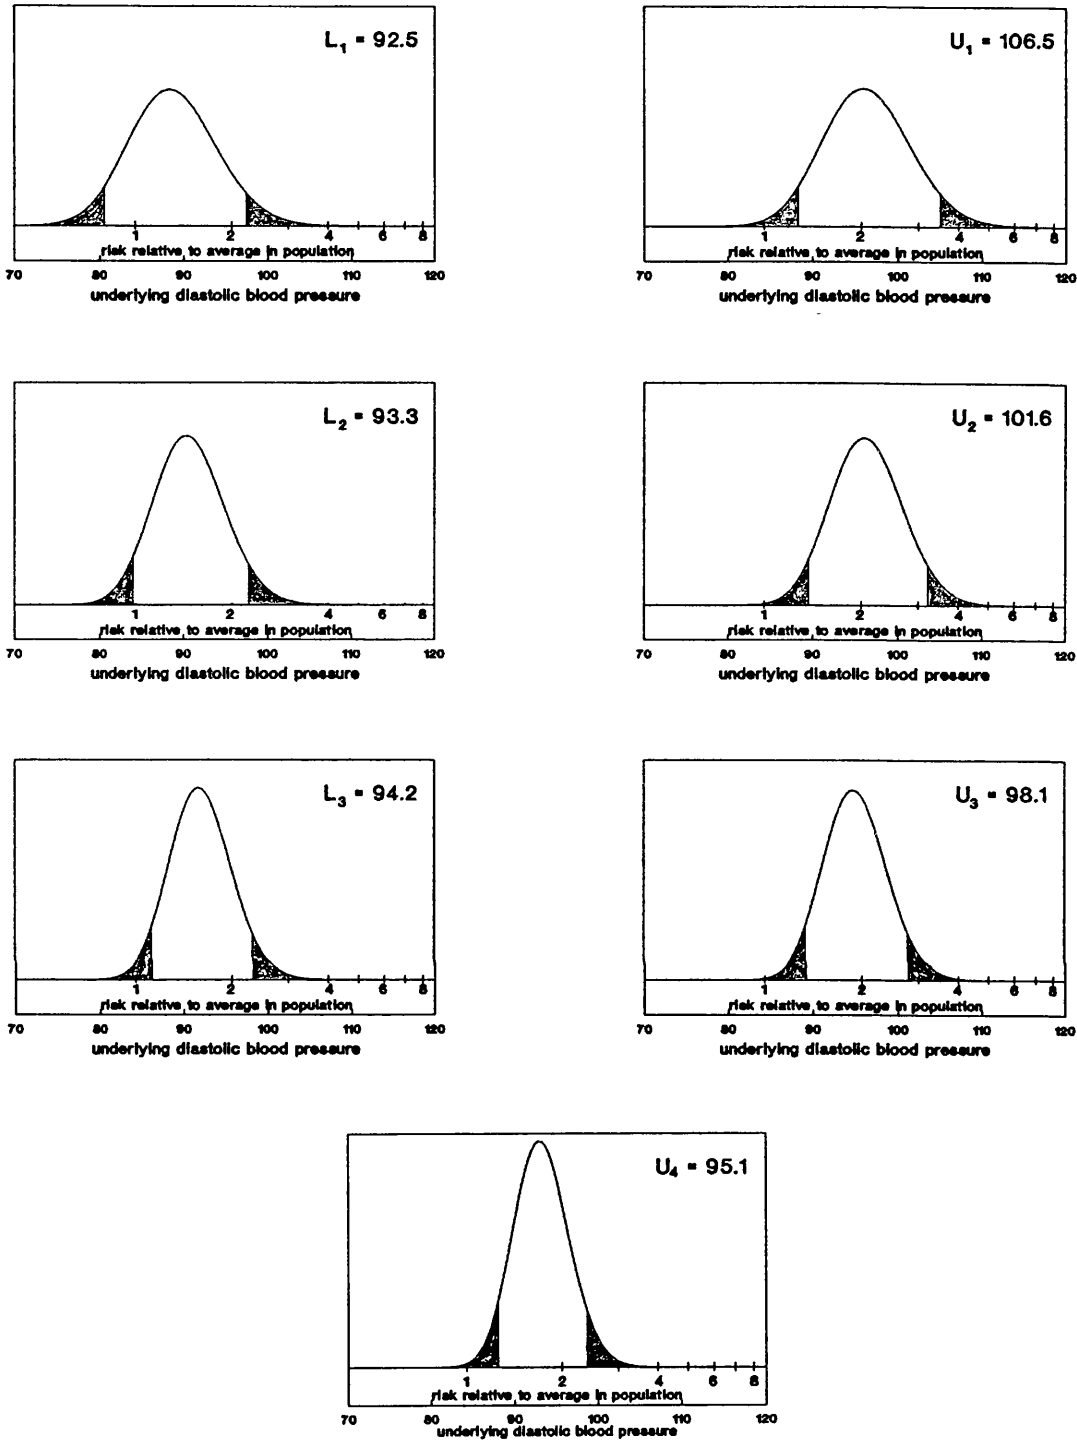 L1 = 92.5
1 2 4 6 8
risk relative to average in population
70 80 90 100 110 120
underlying diastolic blood pressure
U1 = 106.5
1 2 4 6 8
risk relative to average in population
70 80 90 100 110 120
underlying diastolic blood pressure
L2 = 93.3
1 2 4 6 8
risk relative to average in population
70 80 90 100 110 120
underlying diastolic blood pressure
U2 = 101.6
1 2 4 6 8
risk relative to average in population
70 80 90 100 110 120
underlying diastolic blood pressure
L3 = 94.2
1 2 4 6 8
risk relative to average in population
70 80 90 100 110 120
underlying diastolic blood pressure
U3 = 98.1
1 2 4 6 8
risk relative to average in population
70 80 90 100 110 120
underlying diastolic blood pressure
U4 = 95.1
1 2 4 6 8
risk relative to average in population
70 80 90 100 110 120
underlying diastolic blood pressure